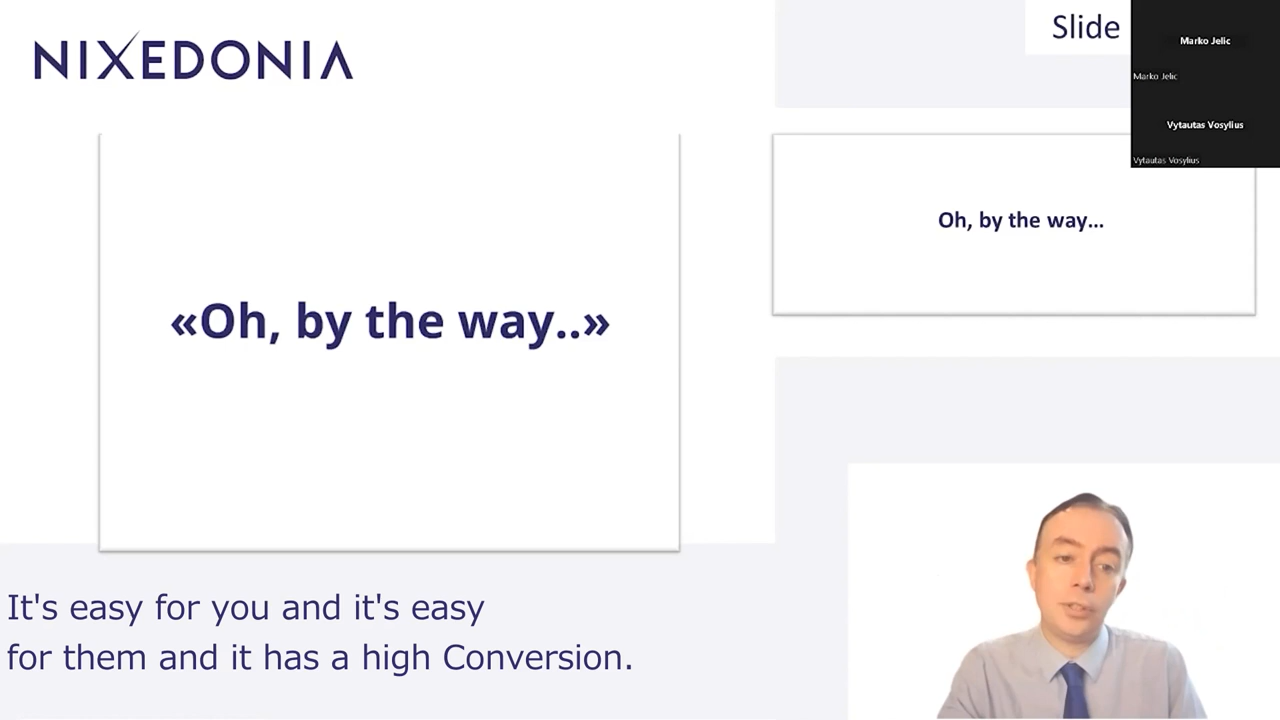 NIXEDONIA
Slide
Marko Jelic
Marko Jelic
Vytautas Vosylius
Vytautas Vosylius
«Oh, by the way..»
Oh, by the way...
It's easy for you and it's easy
for them and it has a high Conversion.